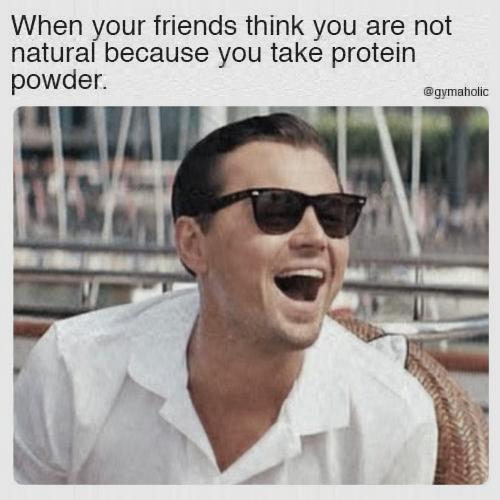 When your friends think you are not
natural because you take protein
powder.
@gymaholic